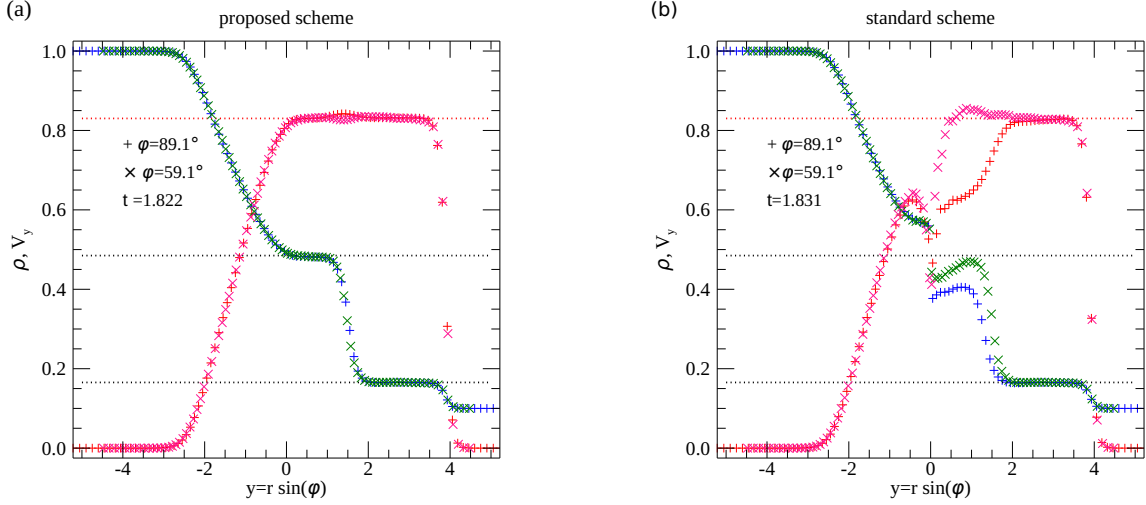 (a)
proposed scheme
1.0
0.8
0.6
0.4
0.2
0.0
ρ, Vy
+ φ=89.1°
× φ=59.1°
t =1.822
-4 -2 0 2 4
y=r sin(φ)
(b)
standard scheme
1.0
0.8
0.6
0.4
0.2
0.0
ρ, Vy
+ φ=89.1°
×φ=59.1°
t=1.831
-4 -2 0 2 4
y=r sin(φ)